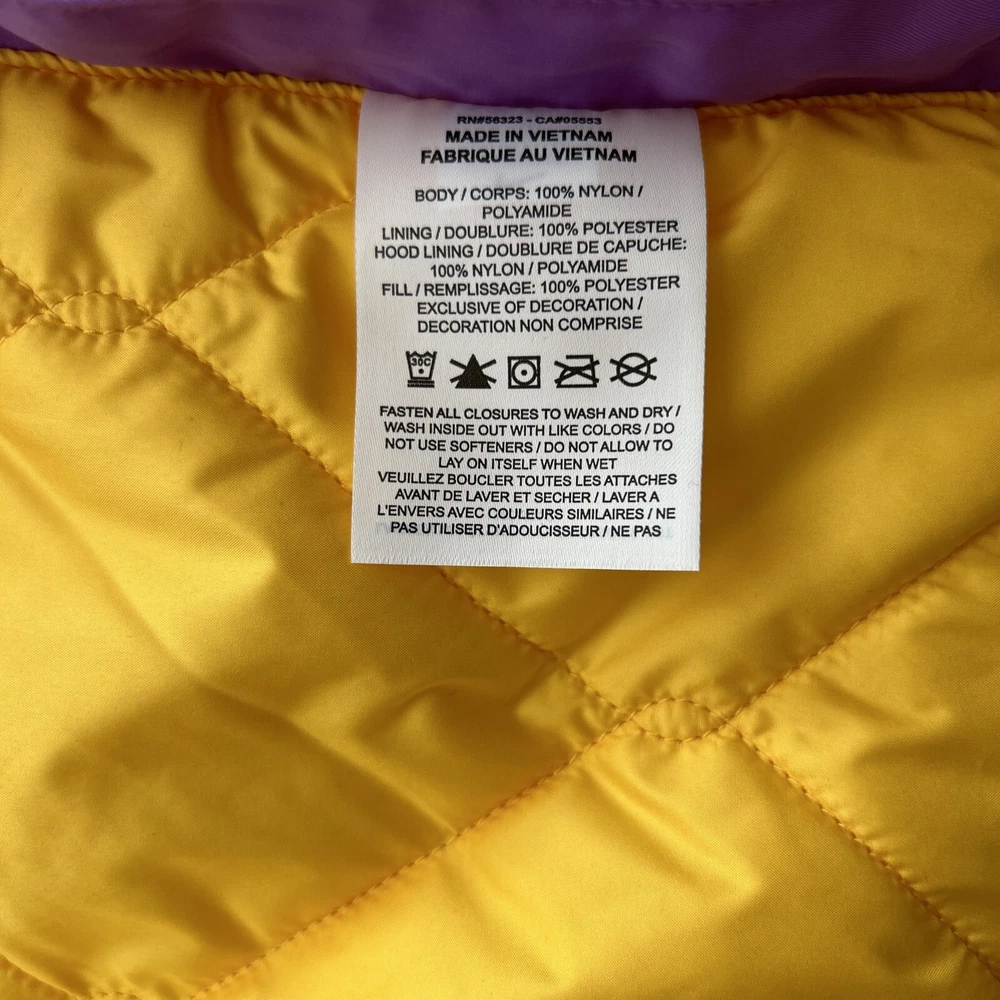 RN#56323 - CA#05553
MADE IN VIETNAM
FABRIQUE AU VIETNAM
BODY / CORPS: 100% NYLON /
POLYAMIDE
LINING / DOUBLURE: 100% POLYESTER
HOOD LINING / DOUBLURE DE CAPUCHE:
100% NYLON / POLYAMIDE
FILL / REMPLISSAGE: 100% POLYESTER
EXCLUSIVE OF DECORATION /
DECORATION NON COMPRISE
30C
FASTEN ALL CLOSURES TO WASH AND DRY /
WASH INSIDE OUT WITH LIKE COLORS / DO
NOT USE SOFTENERS / DO NOT ALLOW TO
LAY ON ITSELF WHEN WET
VEUILLEZ BOUCLER TOUTES LES ATTACHES
AVANT DE LAVER ET SECHER / LAVER A
L'ENVERS AVEC COULEURS SIMILAIRES / NE
PAS UTILISER D'ADOUCISSEUR / NE PAS